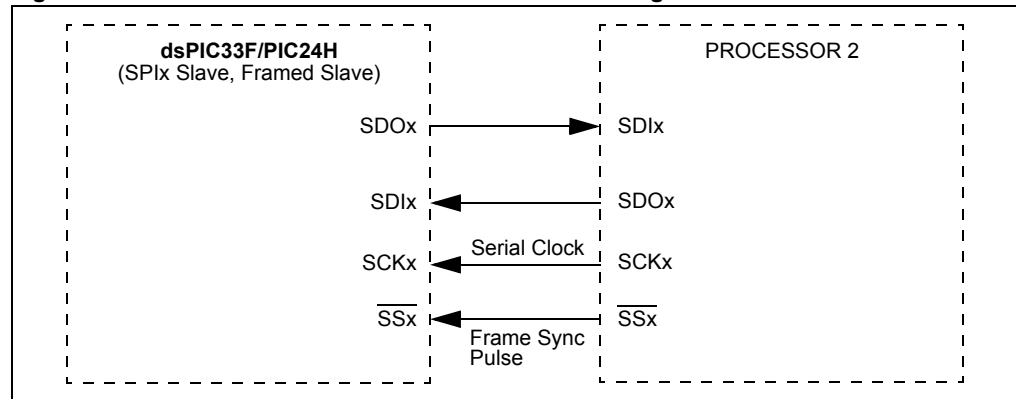 dsPIC33F/PIC24H
(SPIx Slave, Framed Slave)
PROCESSOR 2
SDOx
SDIx
SDIx
SDOx
SCKx
Serial Clock
SCKx
SSx
Frame Sync
Pulse
SSx